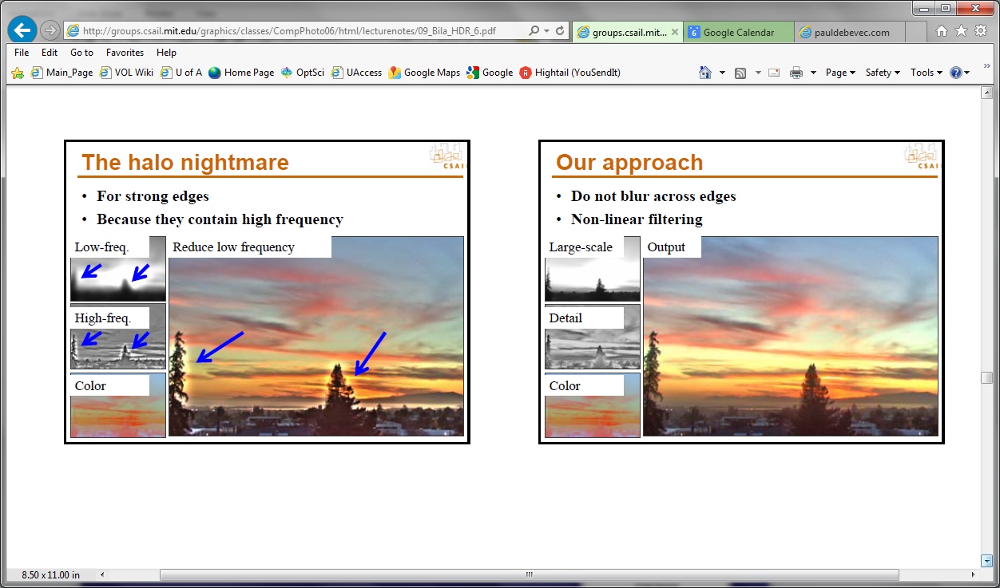 http://groups.csail.mit.edu/graphics/classes/CompPhoto06/html/lecturenotes/09_Bila_HDR_6.pdf
groups.csail.mit...
6
Google Calendar
pauldebevec.com
File Edit Go to Favorites Help
Main_Page VOL Wiki U of A Home Page OptSci UAccess Google Maps Google Hightail (YouSendIt)
Page Safety Tools
The halo nightmare
CSAI
• For strong edges
• Because they contain high frequency
Low-freq.
Reduce low frequency
High-freq.
Color
Our approach
CSAI
• Do not blur across edges
• Non-linear filtering
Large-scale
Output
Detail
Color
8.50 x 11.00 in